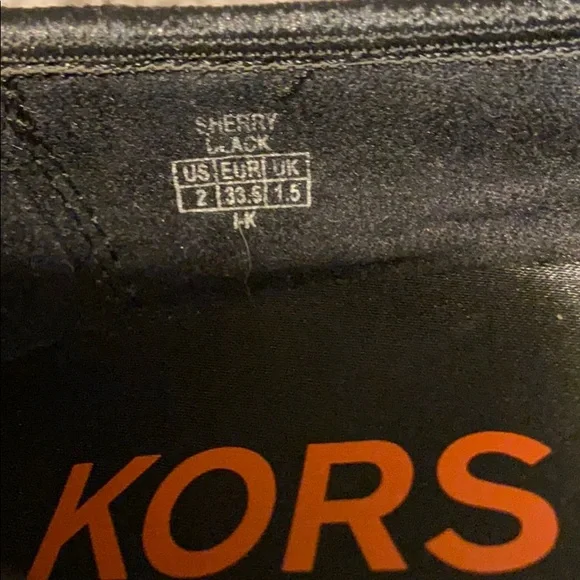 SHERRY
BLACK
US EUR UK
2 33.5 1.5
KORS